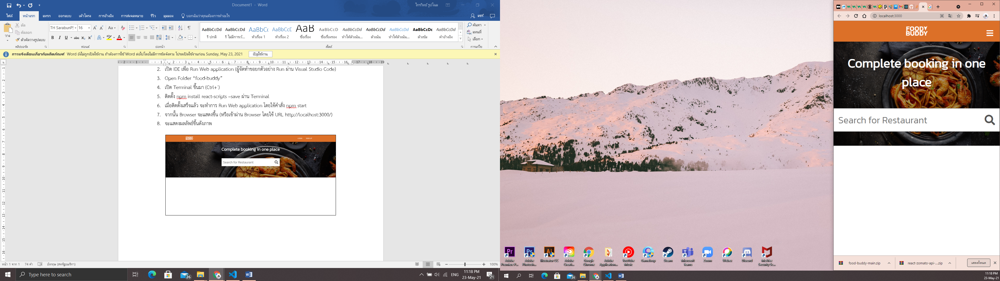 Document1 - Word
ไกรวิทย์ รูปโฉม
ไฟล์
หน้าแรก
แทรก
ออกแบบ
เค้าโครง
การอ้างอิง
การส่งจดหมาย
รีวิว
มุมมอง
บอกฉันว่าคุณต้องการทำอะไร
แชร์
วาง
ตัด
คัดลอก
ตัวคัดวางรูปแบบ
คลิปบอร์ด
TH SarabunPS
16
ฟอนต์
ย่อหน้า
AaBbCcDd
AaBbCcDd
AaBbCc
AaBbCcD
AaB
AaBbCcD
AaBbCcDd
AaBbCcDd
AaBbCcDd
AaBbCcDc
AaBbCcDd
¶ ปกติ
¶ ไม่มีการเว้...
หัวเรื่อง 1
หัวเรื่อง 2
ชื่อเรื่อง
ชื่อเรื่องรอง
ทำให้ตัวเน้น...
ตัวเน้น
ทำให้ตัวเน้น...
ตัวเข้ม
คำอ้างอิง
สไตล์
ค้นหา
แทนที่
เลือก
การแก้ไข
การแจ้งเตือนเกี่ยวกับผลิตภัณฑ์ Word ยังไม่ถูกเปิดใช้งาน ถ้าต้องการใช้ Word ต่อไปโดยไม่มีการขัดจังหวะ โปรดเปิดใช้งานก่อน Sunday, May 23, 2021
เปิดใช้งาน
2. เปิด IDE เพื่อ Run Web application (ผู้จัดทำขอยกตัวอย่าง Run ผ่าน Visual Studio Code)
3. Open Folder “food-buddy”
4. เปิด Terminal ขึ้นมา (Ctrl+`)
5. ติดตั้ง npm install react-scripts –save ผ่าน Terminal
6. เมื่อติดตั้งเสร็จแล้ว จะทำการ Run Web application โดยใช้คำสั่ง npm start
7. จากนั้น Browser จะแสดงขึ้น (หรือเข้าผ่าน Browser โดยใช้ URL http://localhost:3000/)
8. จะแสดงผลลัพธ์ขึ้นดังภาพ
FOODY
BUDDY
LOGIN
SIGN UP
Complete booking in one place
Search for Restaurant
หน้า 1 จาก 1
74 คำ
อังกฤษ (สหรัฐอเมริกา)
100%
Type here to search
26
ENG
11:18 PM
23-May-21
21
Adobe Premiere P...
Adobe Photosh...
Illustrator CC
Adobe Creati...
Google Chrome
Adobe Application...
YouTube Music
Gameloop
Steam
Microsoft Teams
Zoom
Webex
Discord
McAfee Security Sc...
26
localhost:3000
FOODY
BUDDY
Complete booking in one
place
Search for Restaurant
food-buddy-main.zip
react-zomato-api-....zip
แสดงทั้งหมด
11:18 PM
23-May-21